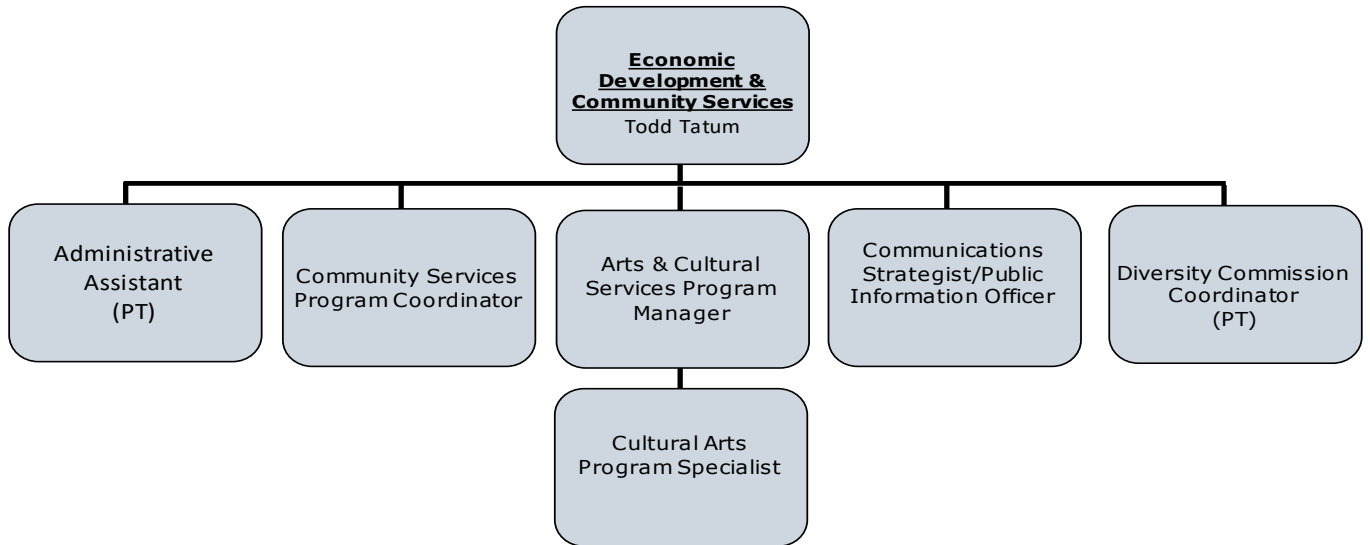 Economic
Development &
Community Services
Todd Tatum
Administrative
Assistant
(PT)
Community Services
Program Coordinator
Arts & Cultural
Services Program
Manager
Communications
Strategist/Public
Information Officer
Diversity Commission
Coordinator
(PT)
Cultural Arts
Program Specialist